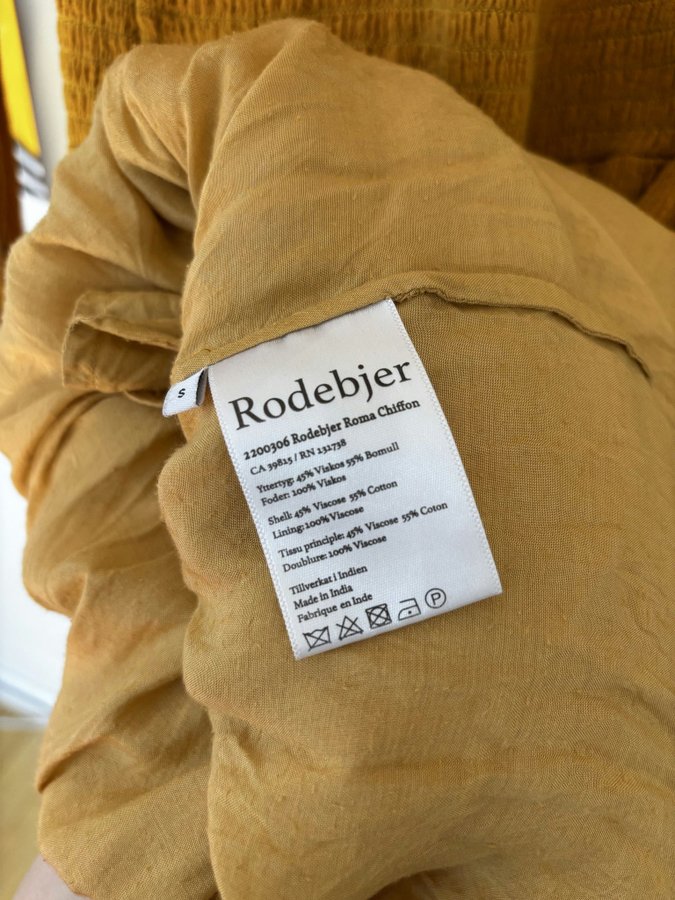 S
Rodebjer
2200306 Rodebjer Roma Chiffon
CA 39815 / RN 131738
Yttertyg: 45% Viskos 55% Bomull
Foder: 100% Viskos
Shell: 45% Viscose 55% Cotton
Lining: 100% Viscose
Tissu principle: 45% Viscose 55% Coton
Doublure: 100% Viscose
Tillverkat i Indien
Made in India
Fabrique en Inde
P